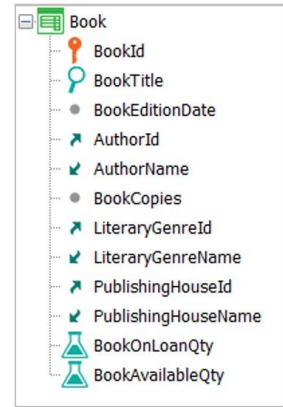 Book
BookId
BookTitle
BookEditionDate
AuthorId
AuthorName
BookCopies
LiteraryGenreId
LiteraryGenreName
PublishingHouseId
PublishingHouseName
BookOnLoanQty
BookAvailableQty